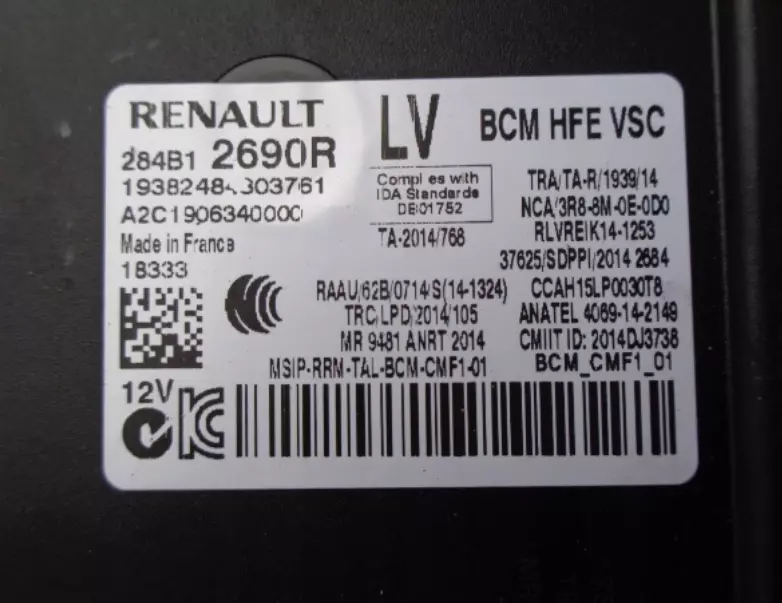 RENAULT
LV
BCM HFE VSC
284B1 2690R
A2C1906340000
Made in France
18333
Complies with
IDA Standards
DB01752
TA-2014/768
TRA/TA-R/1939/14
NCA/3R8-8M-0E-0D0
RLVREIK14-1253
37625/SDPPI/2014 2684
RAAU/62B/0714/S(14-1324)
CCAH15LP0030T8
TRC/LPD/2014/105
ANATEL 4069-14-2149
MR 9481 ANRT 2014
CMIIT ID: 2014DJ3738
MSIP-RRM-TAL-BCM-CMF1-01
BCM_CMF1_01
12V